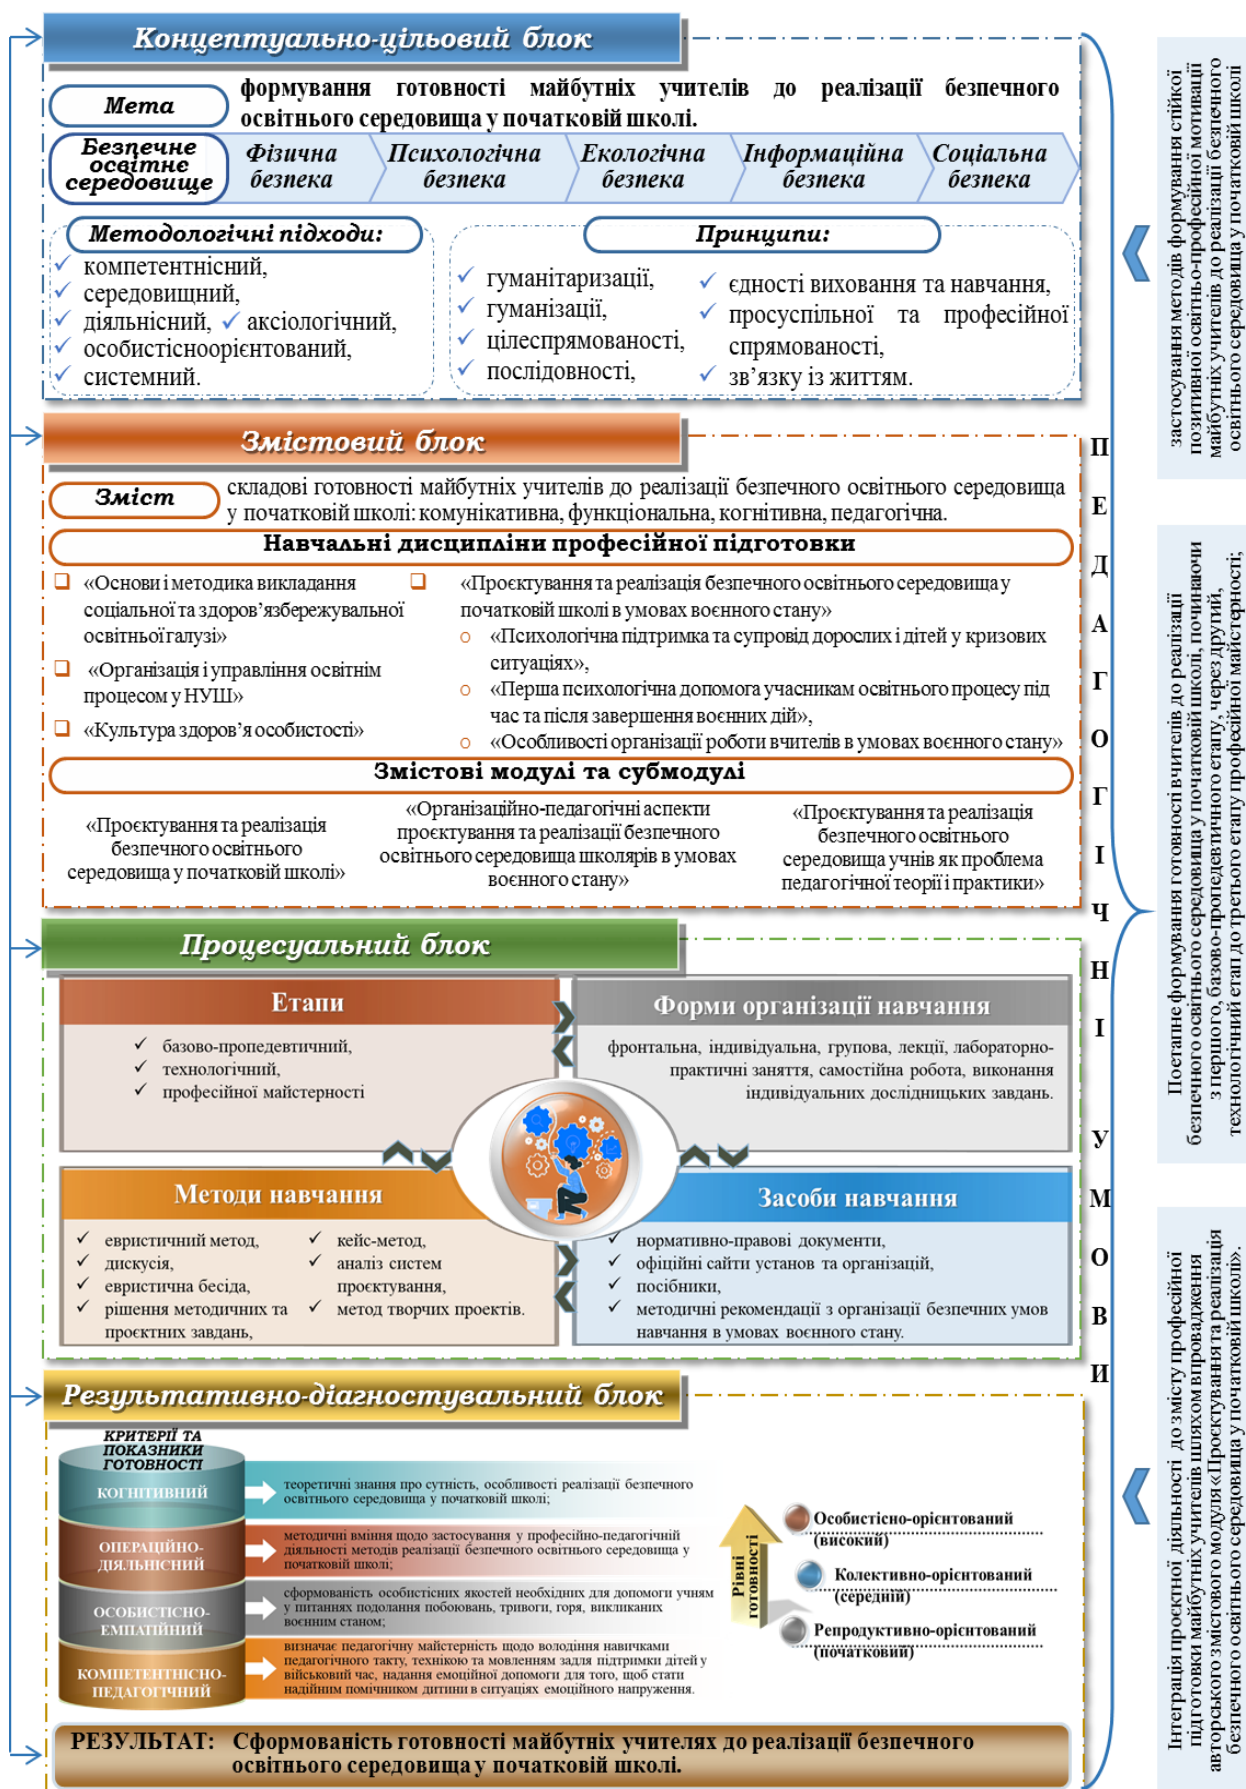 Концептуально-цільовий блок
Мета
формування готовності майбутніх учителів до реалізації безпечного
освітнього середовища у початковій школі.
Безпечне
освітнє
середовище
Фізична
безпека
Психологічна
безпека
Екологічна
безпека
Інформаційна
безпека
Соціальна
безпека
Методологічні підходи:
✓ компетентнісний,
✓ середовищний,
✓ діяльнісний, ✓ аксіологічний,
✓ особистісноорієнтований,
✓ системний.
Принципи:
✓ гуманітаризації,
✓ гуманізації,
✓ цілеспрямованості,
✓ послідовності,
✓ єдності виховання та навчання,
✓ просуспільної та професійної
спрямованості,
✓ зв’язку із життям.
Змістовий блок
Зміст
складові готовності майбутніх учителів до реалізації безпечного освітнього середовища
у початковій школі: комунікативна, функціональна, когнітивна, педагогічна.
Навчальні дисципліни професійної підготовки
❑ «Основи і методика викладання
соціальної та здоров’язбережувальної
освітньої галузі»
❑ «Організація і управління освітнім
процесом у НУШ»
❑ «Культура здоров’я особистості»
❑ «Проєктування та реалізація безпечного освітнього середовища у
початковій школі в умовах воєнного стану»
o «Психологічна підтримка та супровід дорослих і дітей у кризових
ситуаціях»,
o «Перша психологічна допомога учасникам освітнього процесу під
час та після завершення воєнних дій»,
o «Особливості організації роботи вчителів в умовах воєнного стану»
Змістові модулі та субмодулі
«Проєктування та реалізація
безпечного освітнього
середовища у початковій школі»
«Організаційно-педагогічні аспекти
проєктування та реалізації безпечного
освітнього середовища школярів в умовах
воєнного стану»
«Проєктування та реалізація
безпечного освітнього
середовища учнів як проблема
педагогічної теорії і практики»
Процесуальний блок
Етапи
✓ базово-пропедевтичний,
✓ технологічний,
✓ професійної майстерності
Форми організації навчання
фронтальна, індивідуальна, групова, лекції, лабораторно-
практичні заняття, самостійна робота, виконання
індивідуальних дослідницьких завдань.
Методи навчання
✓ евристичний метод,
✓ дискусія,
✓ евристична бесіда,
✓ рішення методичних та
проєктних завдань,
✓ кейс-метод,
✓ аналіз систем
проєктування,
✓ метод творчих проектів.
Засоби навчання
✓ нормативно-правові документи,
✓ офіційні сайти установ та організацій,
✓ посібники,
✓ методичні рекомендації з організації безпечних умов
навчання в умовах воєнного стану.
Результативно-діагностувальний блок
КРИТЕРІЇ ТА
ПОКАЗНИКИ
ГОТОВНОСТІ
КОГНІТИВНИЙ
теоретичні знання про сутність, особливості реалізації безпечного
освітнього середовища у початковій школі;
ОПЕРАЦІЙНО-
ДІЯЛЬНІСНИЙ
методичні вміння щодо застосування у професійно-педагогічній
діяльності методів реалізації безпечного освітнього середовища у
початковій школі;
ОСОБИСТІСНО-
ЕМПАТІЙНИЙ
сформованість особистісних якостей необхідних для допомоги учням
у питаннях подолання побоювань, тривоги, горя, викликаних
воєнним станом;
КОМПЕТЕНТНІСНО-
ПЕДАГОГІЧНИЙ
визначає педагогічну майстерність щодо володіння навичками
педагогічного такту, технікою та мовленням задля підтримки дітей у
військовий час, надання емоційної допомоги для того, щоб стати
надійним помічником дитини в ситуаціях емоційного напруження.
Рівні
готовності
Особистісно-орієнтований
(високий)
Колективно-орієнтований
(середній)
Репродуктивно-орієнтований
(початковий)
РЕЗУЛЬТАТ: Сформованість готовності майбутніх учителях до реалізації безпечного
освітнього середовища у початковій школі.
ПЕДАГОГІЧНІ УМОВИ
застосування методів формування стійкої
позитивної освітньо-професійної мотивації
майбутніх учителів до реалізації безпечного
освітнього середовища у початковій школі
Поетапне формування готовності вчителів до реалізації
безпечного освітнього середовища у початковій школі, починаючи
з першого, базово-пропедевтичного етапу, через другий,
технологічний етап до третього етапу професійної майстерності;
Інтеграція проєктної діяльності до змісту професійної
підготовки майбутніх учителів шляхом впровадження
авторського змістового модуля «Проєктування та реалізація
безпечного освітнього середовища у початковій школі».